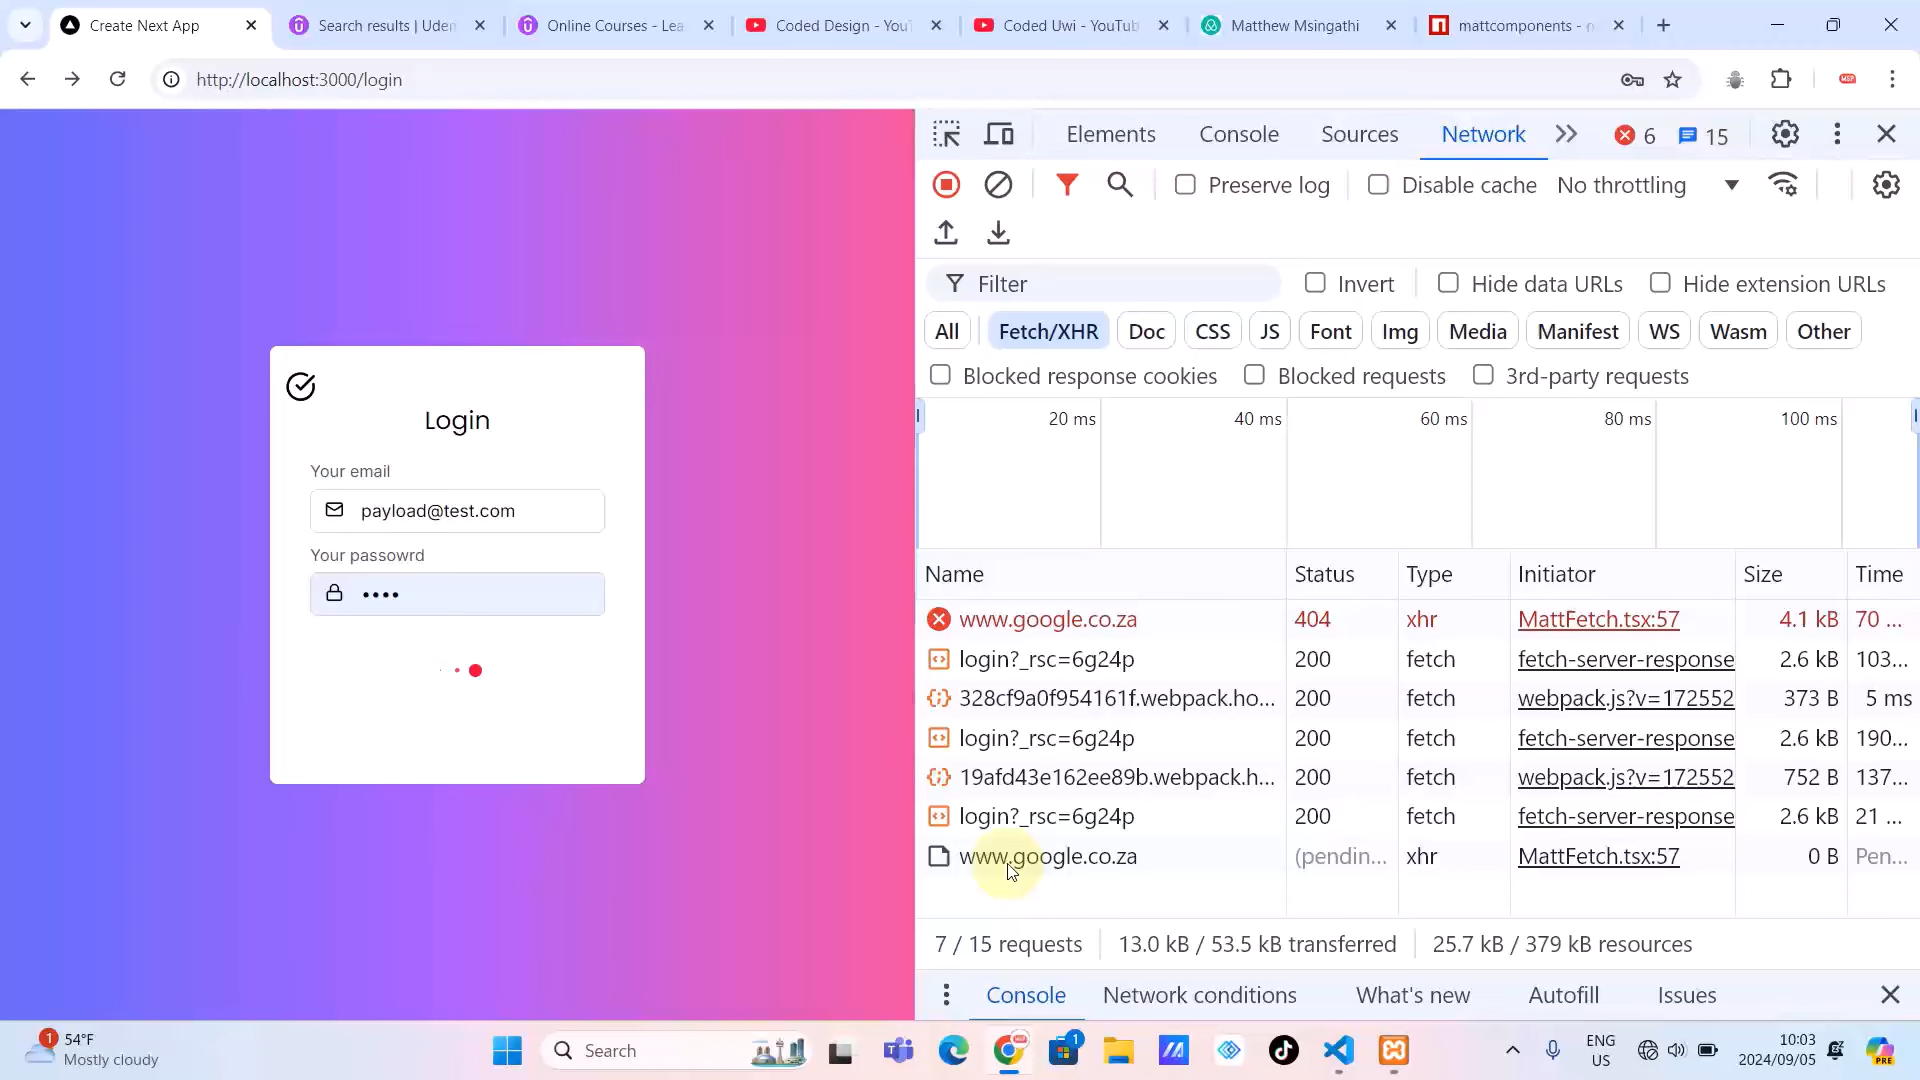 Create Next App
Search results | Uder
Online Courses - Lea
Coded Design - You
Coded Uwi - YouTub
Matthew Msingathi
mattcomponents - n
http://localhost:3000/login
MSP
Elements
Console
Sources
Network
6
15
Preserve log
Disable cache
No throttling
Filter
Invert
Hide data URLs
Hide extension URLs
All
Fetch/XHR
Doc
CSS
JS
Font
Img
Media
Manifest
WS
Wasm
Other
Blocked response cookies
Blocked requests
3rd-party requests
20 ms
40 ms
60 ms
80 ms
100 ms
Login
Your email
payload@test.com
Your passowrd
••••
Name Status Type Initiator Size Time
www.google.co.za 404 xhr MattFetch.tsx:57 4.1 kB 70 ...
login?_rsc=6g24p 200 fetch fetch-server-response 2.6 kB 103...
328cf9a0f954161f.webpack.ho... 200 fetch webpack.js?v=172552 373 B 5 ms
login?_rsc=6g24p 200 fetch fetch-server-response 2.6 kB 190...
19afd43e162ee89b.webpack.h... 200 fetch webpack.js?v=172552 752 B 137...
login?_rsc=6g24p 200 fetch fetch-server-response 2.6 kB 21 ...
www.google.co.za (pendin... xhr MattFetch.tsx:57 0 B Pen...
7 / 15 requests
13.0 kB / 53.5 kB transferred
25.7 kB / 379 kB resources
Console
Network conditions
What's new
Autofill
Issues
1
54°F
Mostly cloudy
Search
1
ENG
US
10:03
2024/09/05
PRE